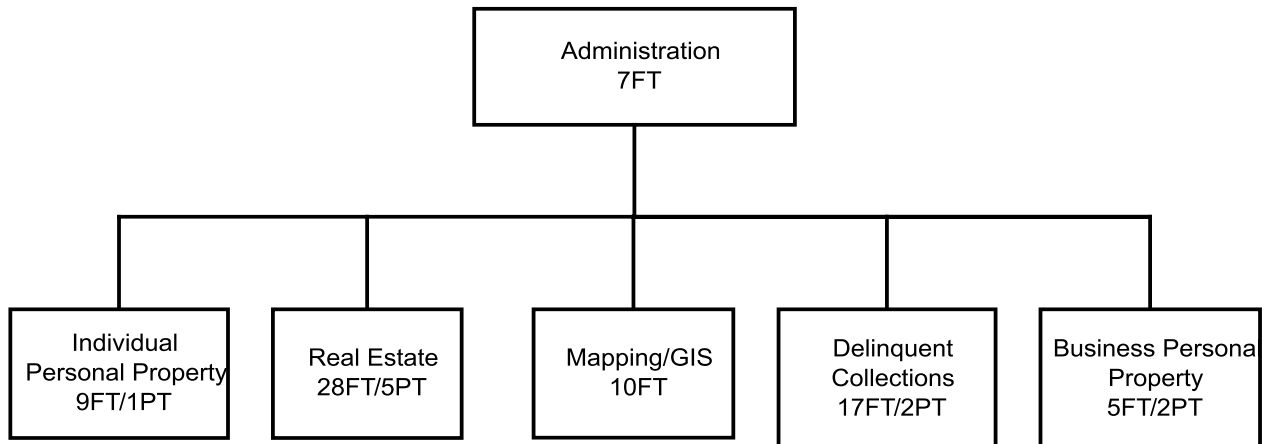 Administration
7FT
Individual
Personal Property
9FT/1PT
Real Estate
28FT/5PT
Mapping/GIS
10FT
Delinquent
Collections
17FT/2PT
Business Persona
Property
5FT/2PT